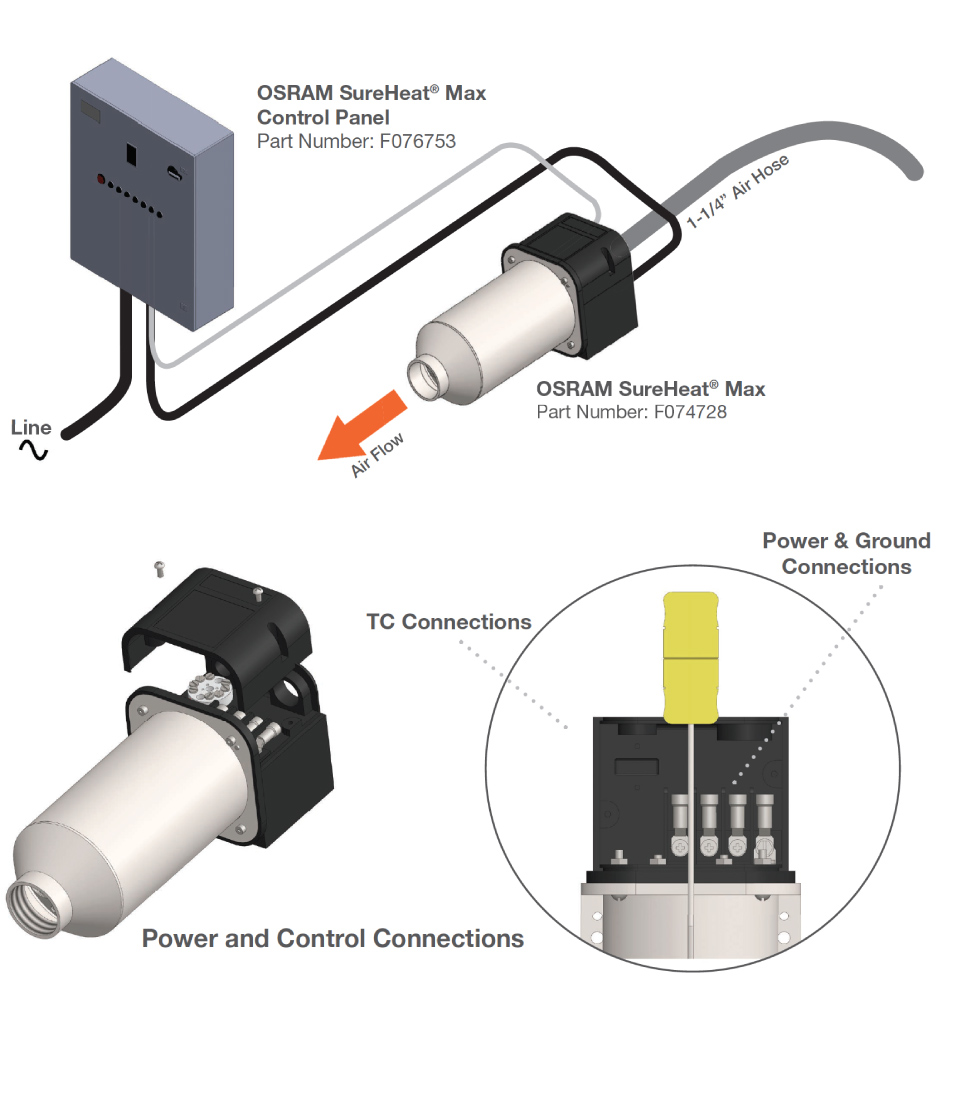 OSRAM SureHeat® Max
Control Panel
Part Number: F076753
1-1/4” Air Hose
OSRAM SureHeat® Max
Part Number: F074728
Line
Air Flow
Power & Ground
Connections
TC Connections
Power and Control Connections